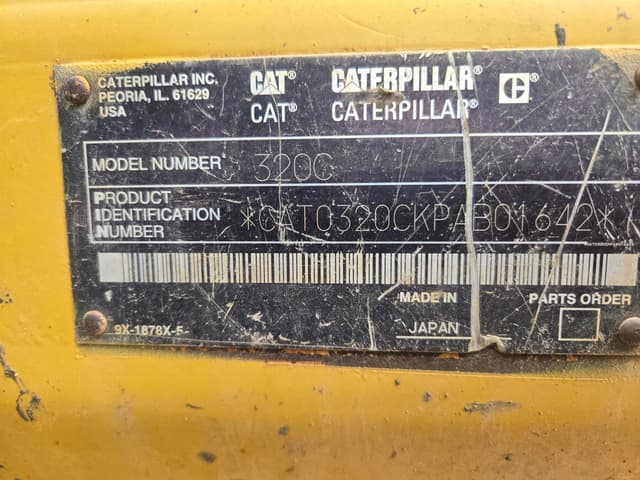 CATERPILLAR INC.
PEORIA, IL. 61629
USA
CAT® CATERPILLAR® C®
CAT® CATERPILLAR®
MODEL NUMBER 320C
PRODUCT
IDENTIFICATION
NUMBER
*CAT0320CKPAB01642*
MADE IN
JAPAN
PARTS ORDER
9X-1878X-F